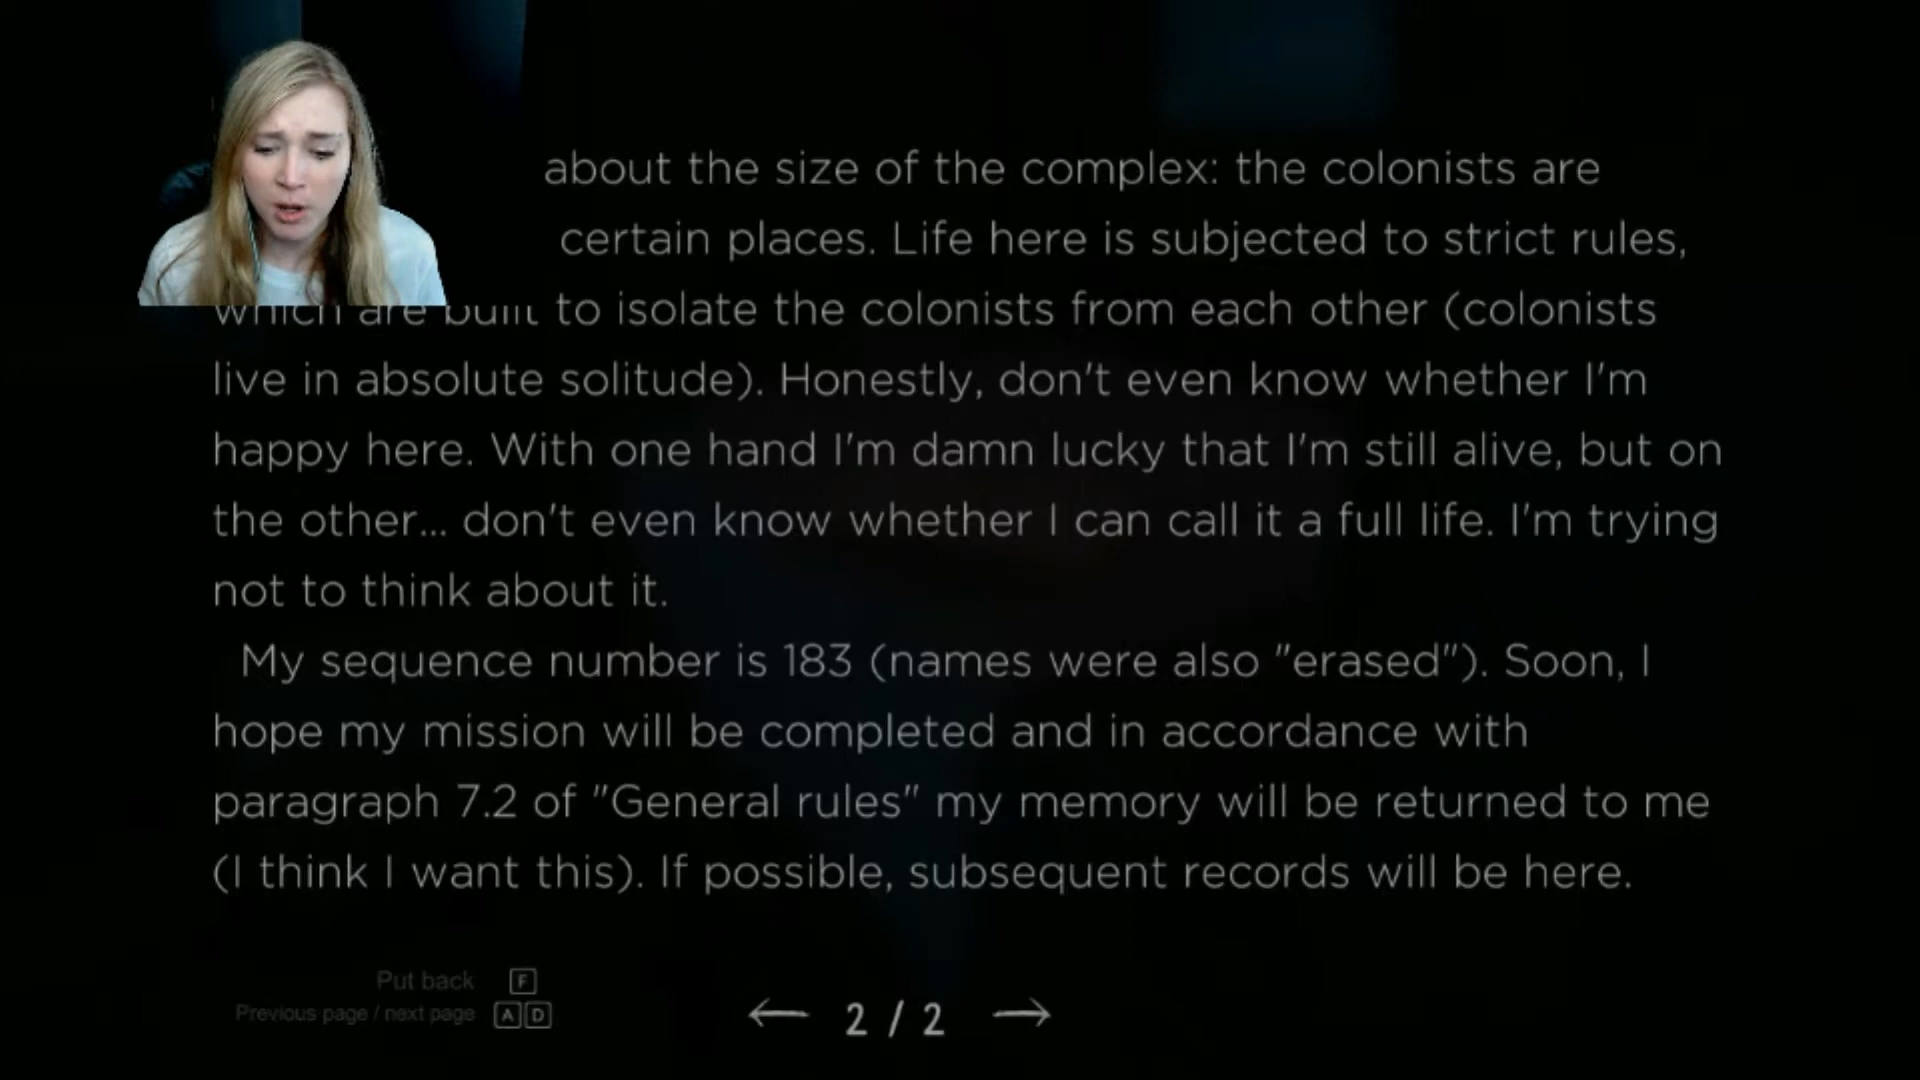 about the size of the complex: the colonists are
certain places. Life here is subjected to strict rules,
which are built to isolate the colonists from each other (colonists
live in absolute solitude). Honestly, don't even know whether I'm
happy here. With one hand I'm damn lucky that I'm still alive, but on
the other... don't even know whether I can call it a full life. I'm trying
not to think about it.
My sequence number is 183 (names were also "erased"). Soon, I
hope my mission will be completed and in accordance with
paragraph 7.2 of "General rules" my memory will be returned to me
(I think I want this). If possible, subsequent records will be here.
Put back F
Previous page / next page A D
← 2 / 2 →